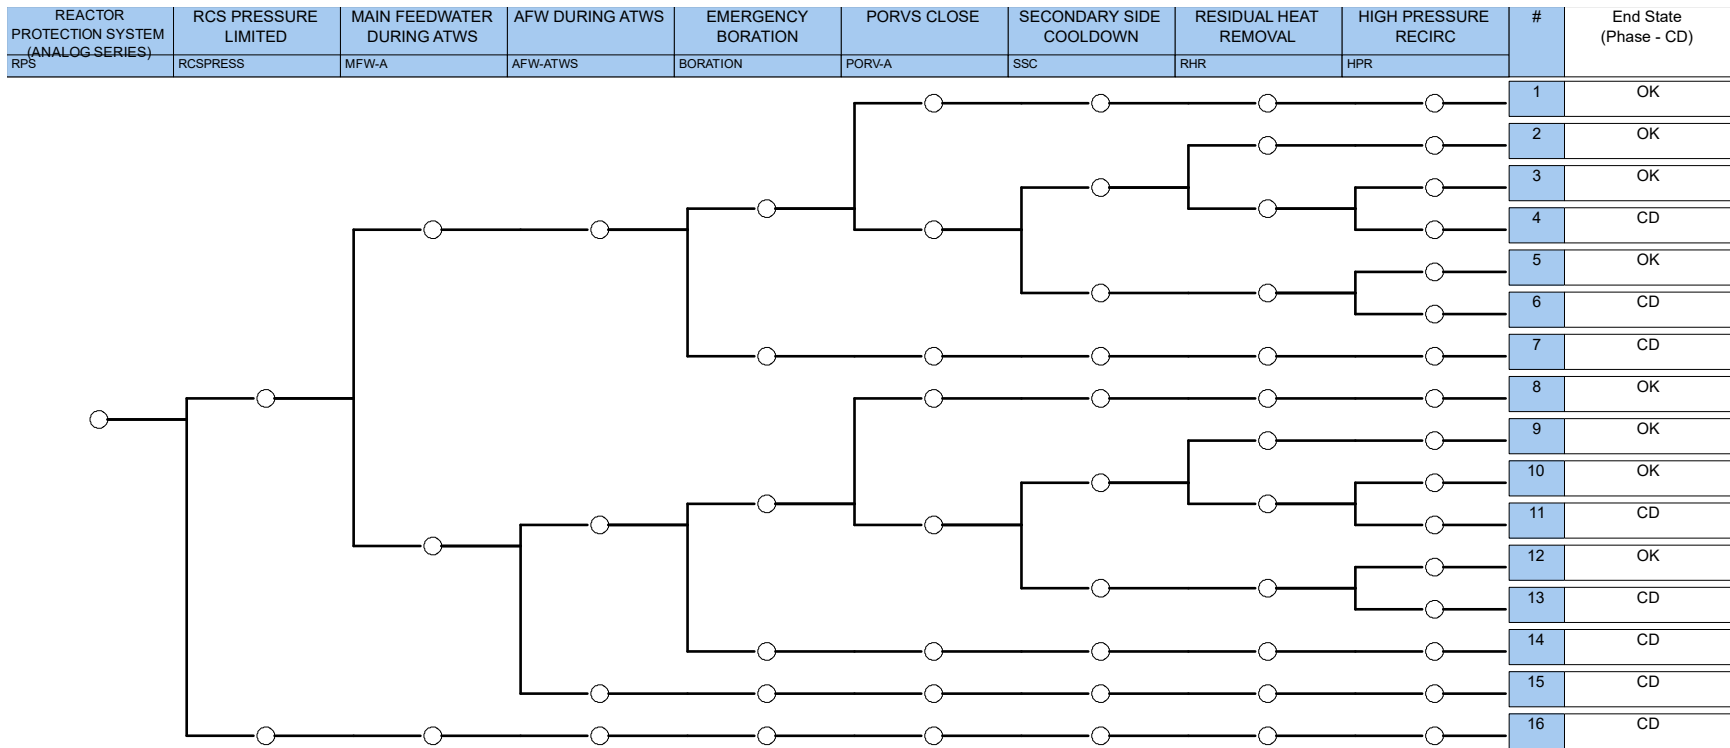 REACTOR
PROTECTION SYSTEM
(ANALOG SERIES)
RPS
RCS PRESSURE
LIMITED
RCSPRESS
MAIN FEEDWATER
DURING ATWS
MFW-A
AFW DURING ATWS
AFW-ATWS
EMERGENCY
BORATION
BORATION
PORVS CLOSE
PORV-A
SECONDARY SIDE
COOLDOWN
SSC
RESIDUAL HEAT
REMOVAL
RHR
HIGH PRESSURE
RECIRC
HPR
#
End State
(Phase - CD)
1 OK
2 OK
3 OK
4 CD
5 OK
6 CD
7 CD
8 OK
9 OK
10 OK
11 CD
12 OK
13 CD
14 CD
15 CD
16 CD